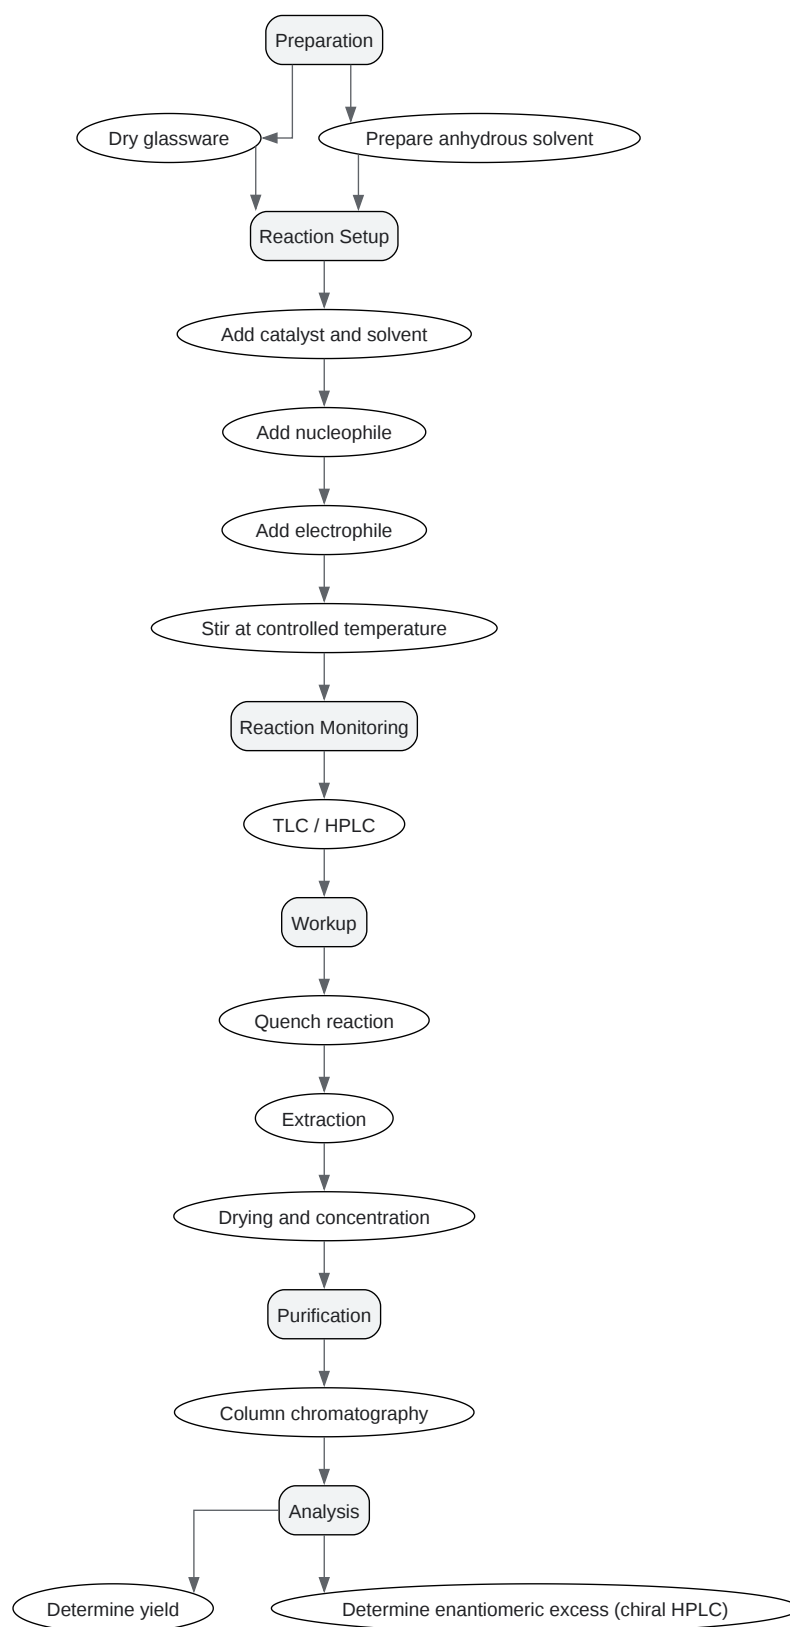 Preparation
Dry glassware
Prepare anhydrous solvent
Reaction Setup
Add catalyst and solvent
Add nucleophile
Add electrophile
Stir at controlled temperature
Reaction Monitoring
TLC / HPLC
Workup
Quench reaction
Extraction
Drying and concentration
Purification
Column chromatography
Analysis
Determine yield
Determine enantiomeric excess (chiral HPLC)